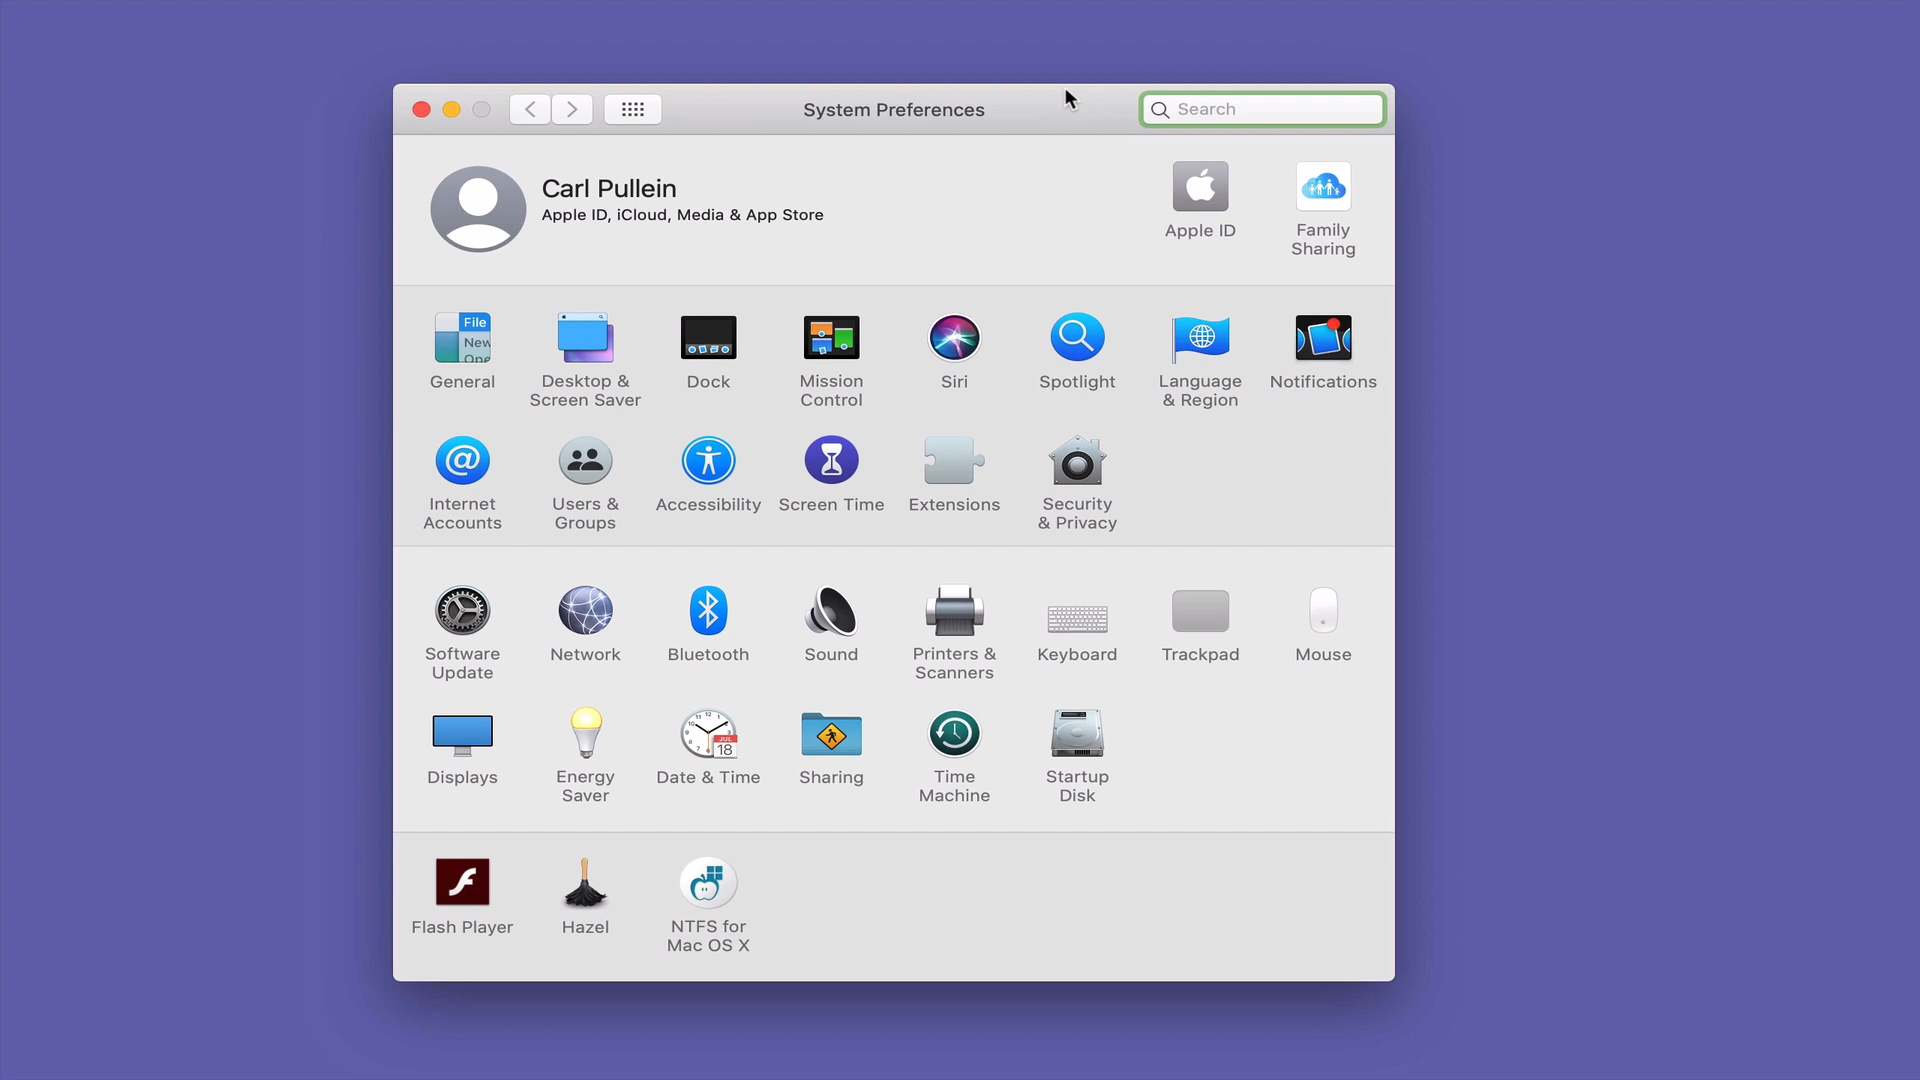 System Preferences
Search
Carl Pullein
Apple ID, iCloud, Media & App Store
Apple ID
Family
Sharing
File
New
Ope
General
Desktop &
Screen Saver
Dock
Mission
Control
Siri
Spotlight
Language
& Region
Notifications
@
Internet
Accounts
Users &
Groups
Accessibility
Screen Time
Extensions
Security
& Privacy
Software
Update
Network
Bluetooth
Sound
Printers &
Scanners
Keyboard
Trackpad
Mouse
Displays
Energy
Saver
JUL
18
Date & Time
Sharing
Time
Machine
Startup
Disk
Flash Player
Hazel
NTFS for
Mac OS X